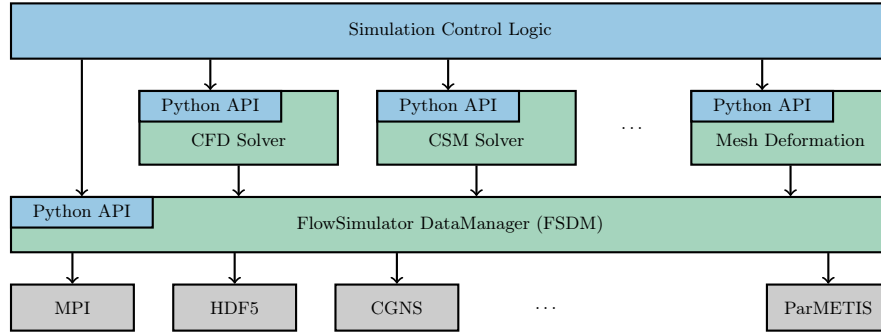 Simulation Control Logic
Python API
Python API
Python API
CFD Solver
CSM Solver
...
Mesh Deformation
Python API
FlowSimulator DataManager (FSDM)
MPI
HDF5
CGNS
...
ParMETIS